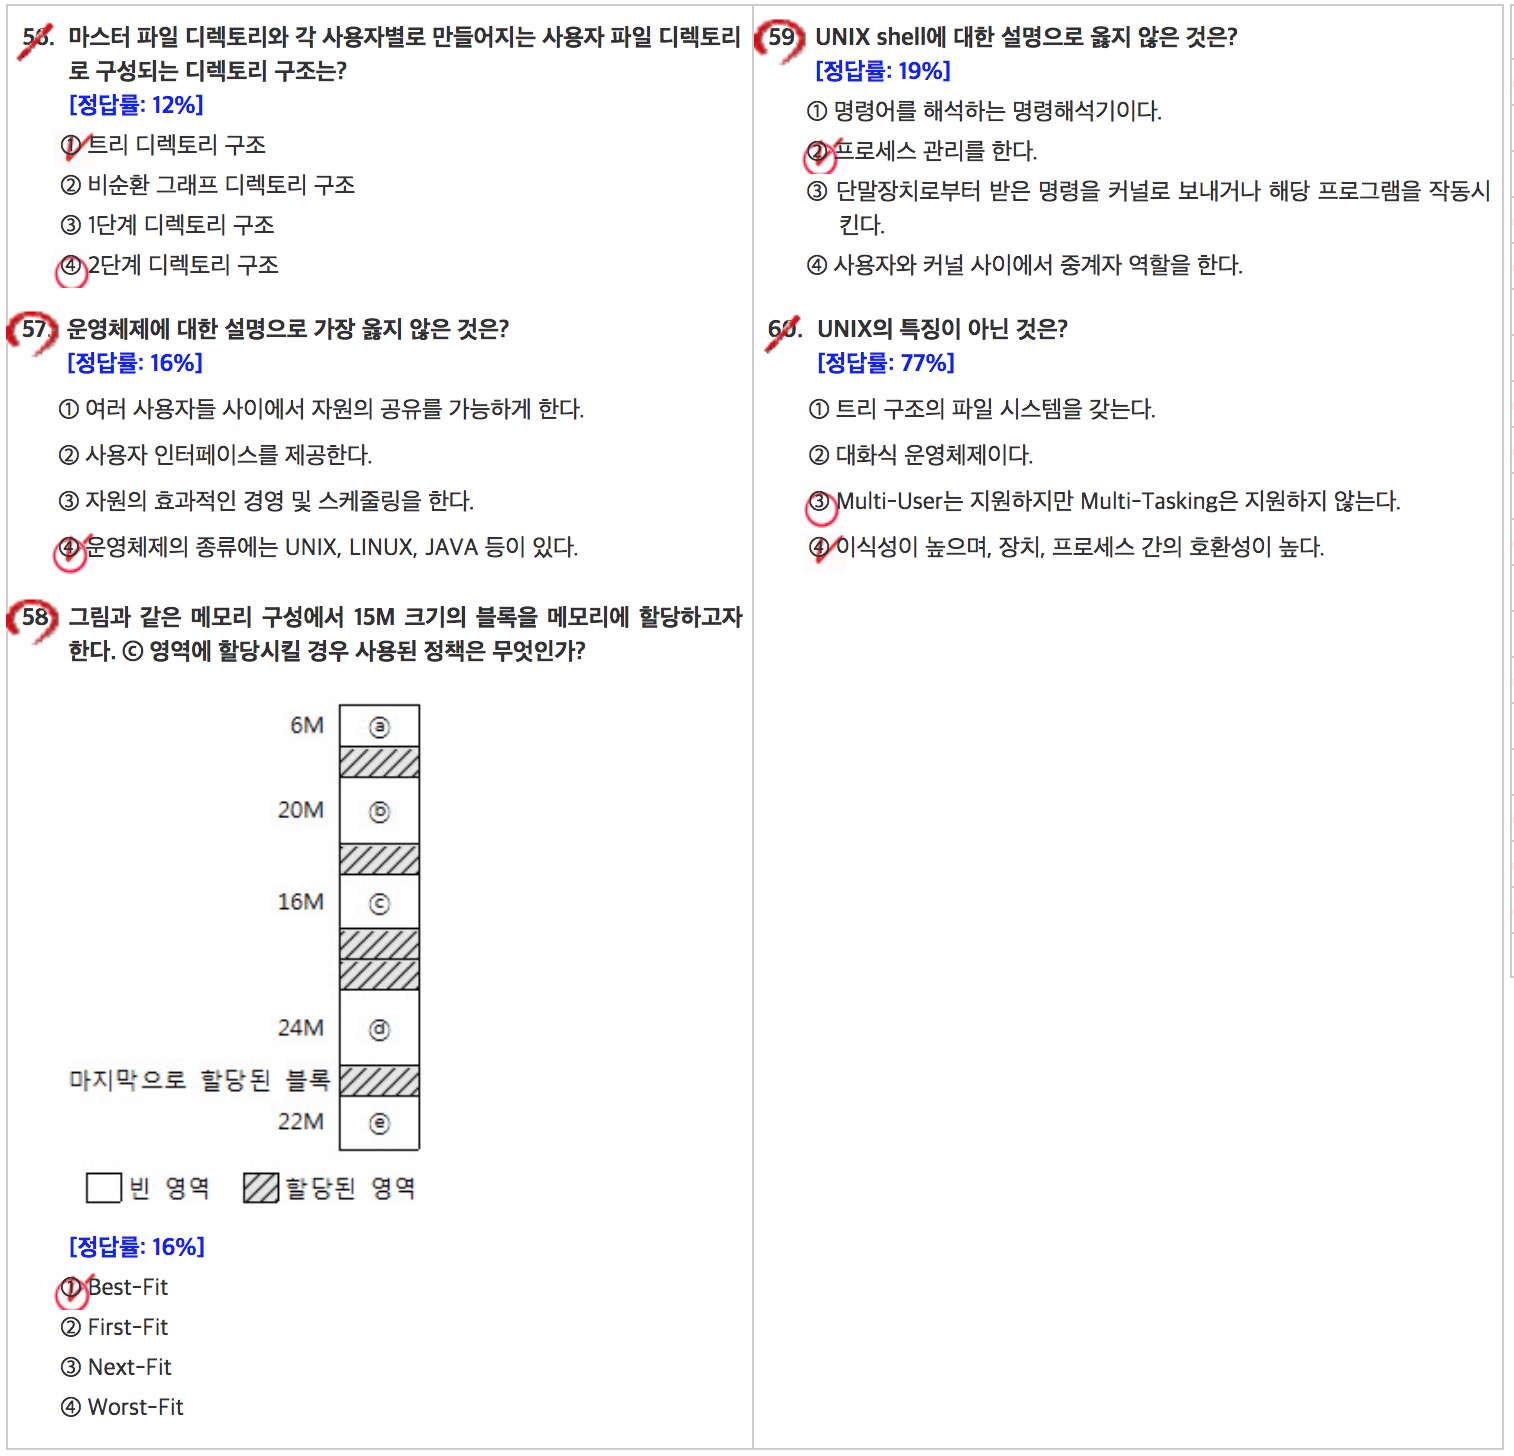 56. 마스터 파일 디렉토리와 각 사용자별로 만들어지는 사용자 파일 디렉토리
로 구성되는 디렉토리 구조는?
[정답률: 12%]
① 트리 디렉토리 구조
② 비순환 그래프 디렉토리 구조
③ 1단계 디렉토리 구조
④ 2단계 디렉토리 구조
57. 운영체제에 대한 설명으로 가장 옳지 않은 것은?
[정답률: 16%]
① 여러 사용자들 사이에서 자원의 공유를 가능하게 한다.
② 사용자 인터페이스를 제공한다.
③ 자원의 효과적인 경영 및 스케줄링을 한다.
④ 운영체제의 종류에는 UNIX, LINUX, JAVA 등이 있다.
58. 그림과 같은 메모리 구성에서 15M 크기의 블록을 메모리에 할당하고자
한다. ⓒ 영역에 할당시킬 경우 사용된 정책은 무엇인가?
6M ⓐ
20M ⓑ
16M ⓒ
24M ⓓ
마지막으로 할당된 블록
22M ⓔ
빈 영역 할당된 영역
[정답률: 16%]
① Best-Fit
② First-Fit
③ Next-Fit
④ Worst-Fit
59. UNIX shell에 대한 설명으로 옳지 않은 것은?
[정답률: 19%]
① 명령어를 해석하는 명령해석기이다.
② 프로세스 관리를 한다.
③ 단말장치로부터 받은 명령을 커널로 보내거나 해당 프로그램을 작동시
킨다.
④ 사용자와 커널 사이에서 중계자 역할을 한다.
60. UNIX의 특징이 아닌 것은?
[정답률: 77%]
① 트리 구조의 파일 시스템을 갖는다.
② 대화식 운영체제이다.
③ Multi-User는 지원하지만 Multi-Tasking은 지원하지 않는다.
④ 이식성이 높으며, 장치, 프로세스 간의 호환성이 높다.